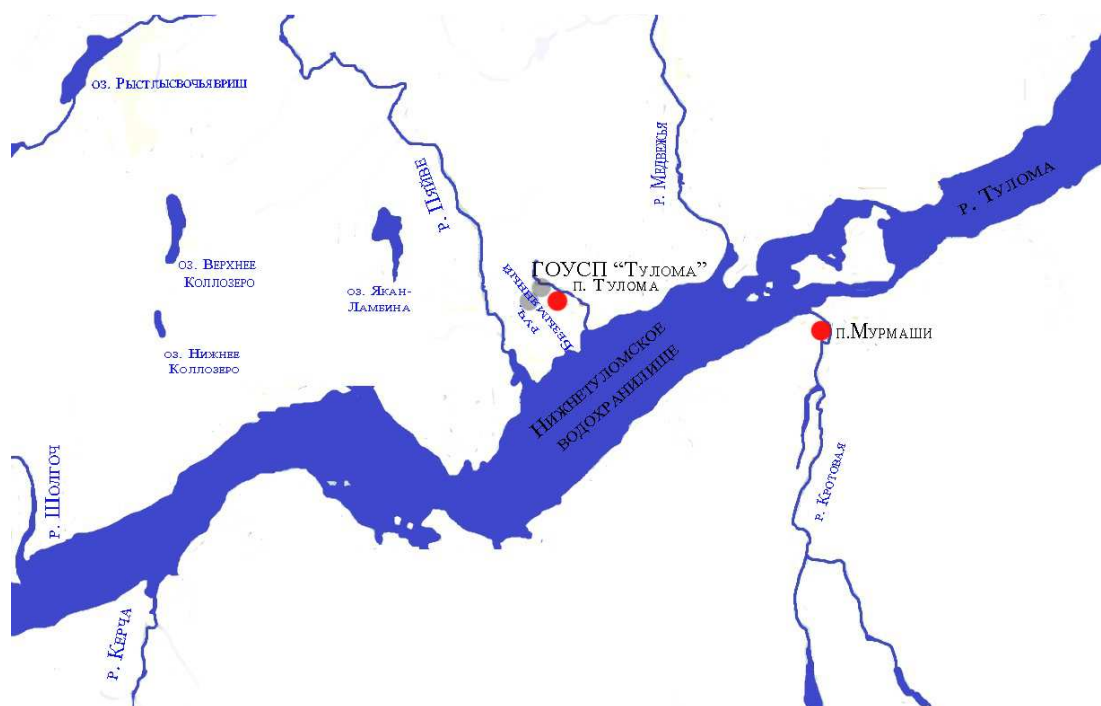 оз. Рыстлысвочьявриш
р. Пяйве
р. Медвежья
р. Тулома
оз. Верхнее
Коллозеро
оз. Якан-
Ламбина
руч.
Безымянный
ГОУСП “Тулома”
п. Тулома
п.Мурмаши
оз. Нижнее
Коллозеро
Нижнетуломское
водохранилище
р. Шолгоч
р. Кротовая
р. Керча